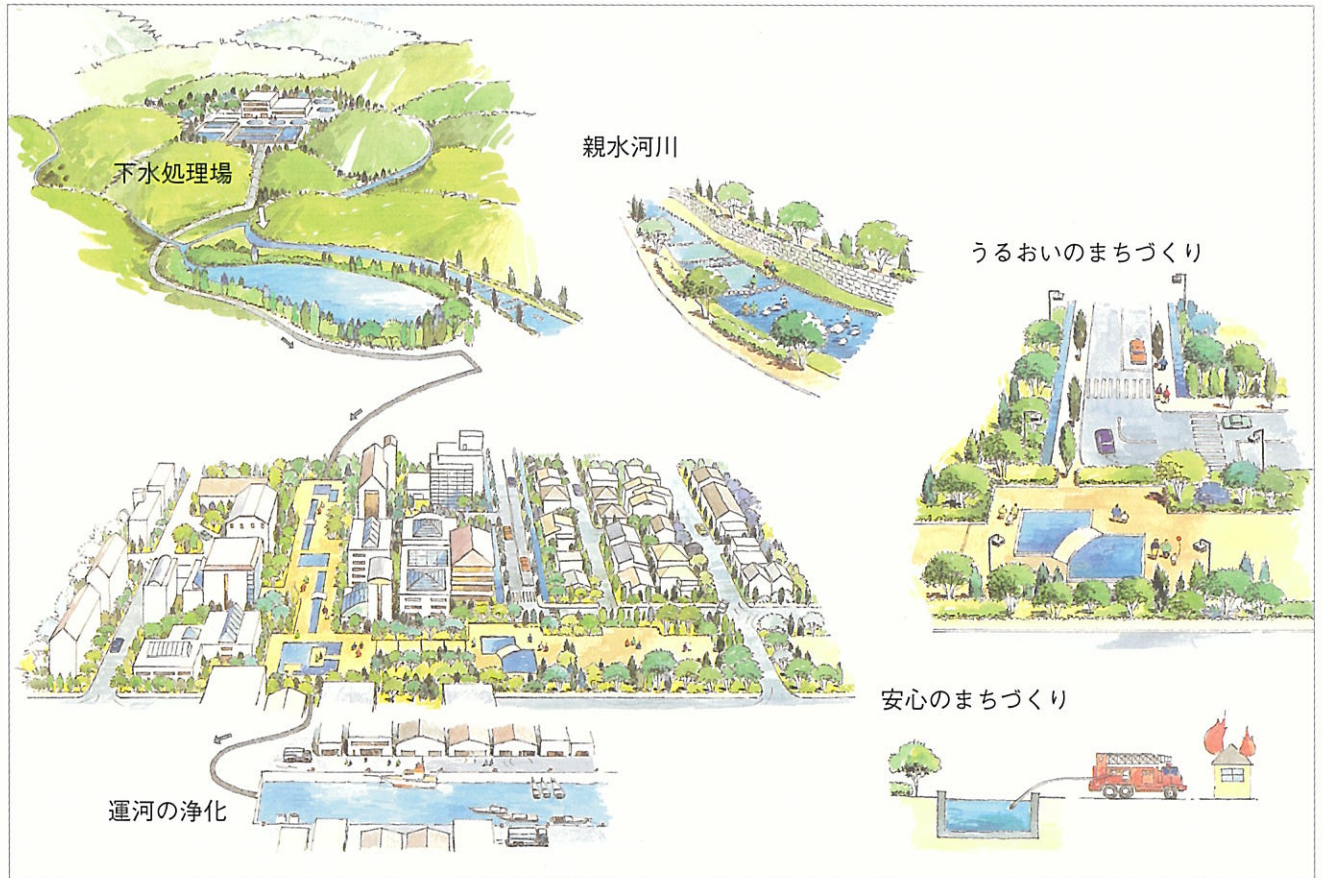 下水処理場
親水河川
うるおいのまちづくり
安心のまちづくり
運河の浄化